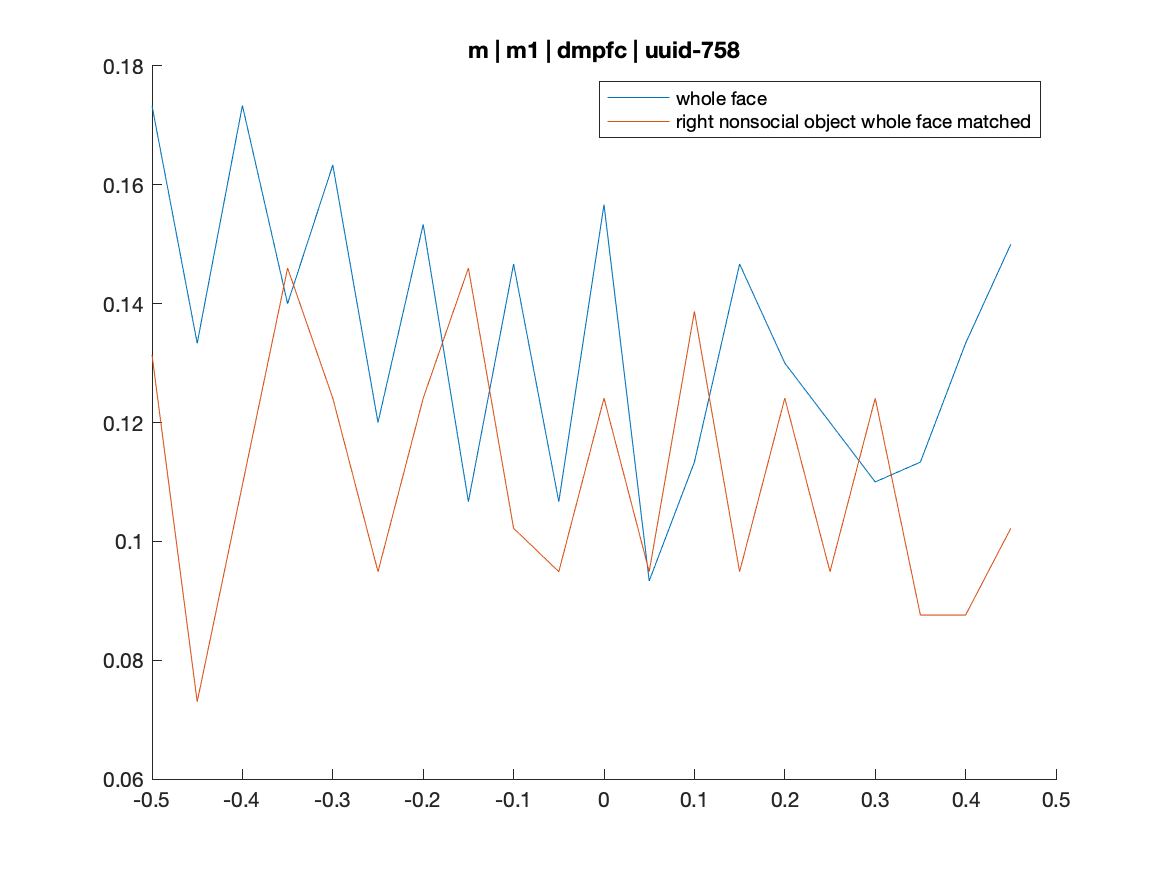 m | m1 | dmpfc | uuid-758
whole face
right nonsocial object whole face matched
0.18
0.16
0.14
0.12
0.1
0.08
0.06
-0.5 -0.4 -0.3 -0.2 -0.1 0 0.1 0.2 0.3 0.4 0.5